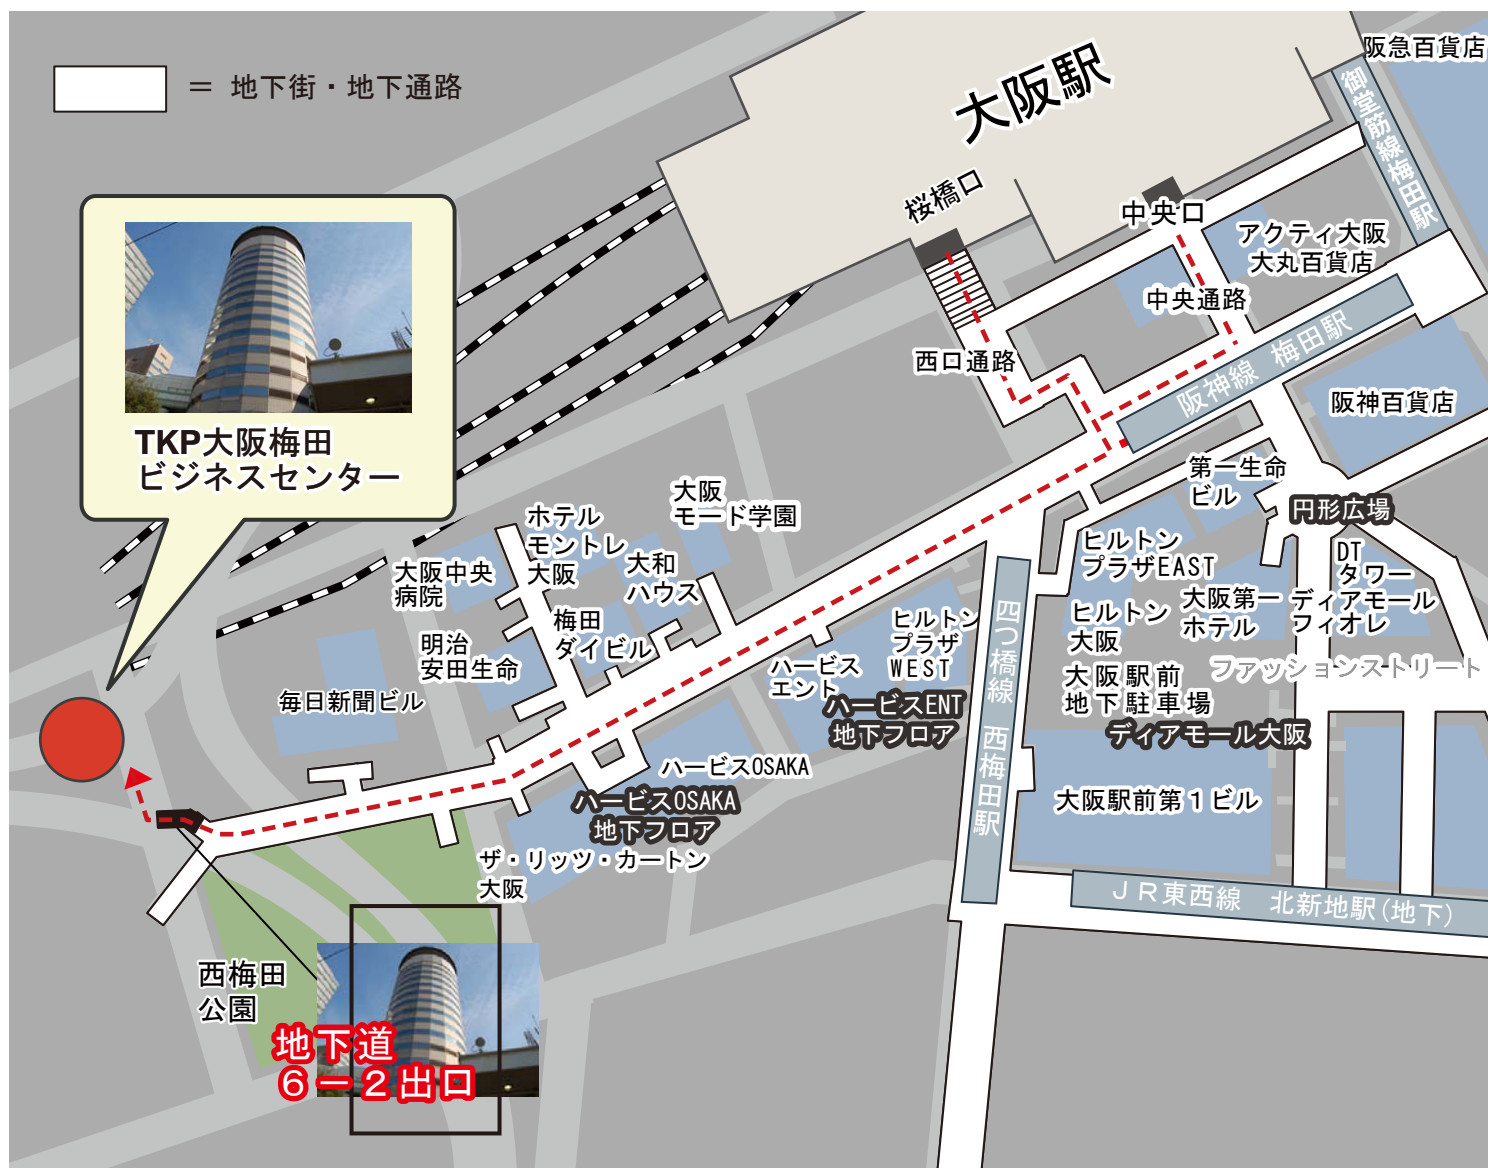 = 地下街・地下通路
大阪駅
阪急百貨店
御堂筋線梅田駅
桜橋口
中央口
アクティ大阪
大丸百貨店
中央通路
西口通路
阪神線 梅田駅
阪神百貨店
TKP大阪梅田
ビジネスセンター
第一生命
ビル
円形広場
大阪
モード学園
ホテル
モントレ
大阪
大阪中央
病院
大和
ハウス
梅田
ダイビル
明治
安田生命
毎日新聞ビル
ヒルトン
プラザEAST
DT
タワー
ヒルトン
大阪
大阪第一
ホテル
ディアモール
フィオレ
ヒルトン
プラザ
WEST
ハービス
エント
ハービスENT
地下フロア
四つ橋線 西梅田駅
ファッションストリート
大阪駅前
地下駐車場
ディアモール大阪
ハービスOSAKA
ハービスOSAKA
地下フロア
大阪駅前第1ビル
ザ・リッツ・カートン
大阪
JR東西線 北新地駅(地下)
西梅田
公園
地下道
6-2出口